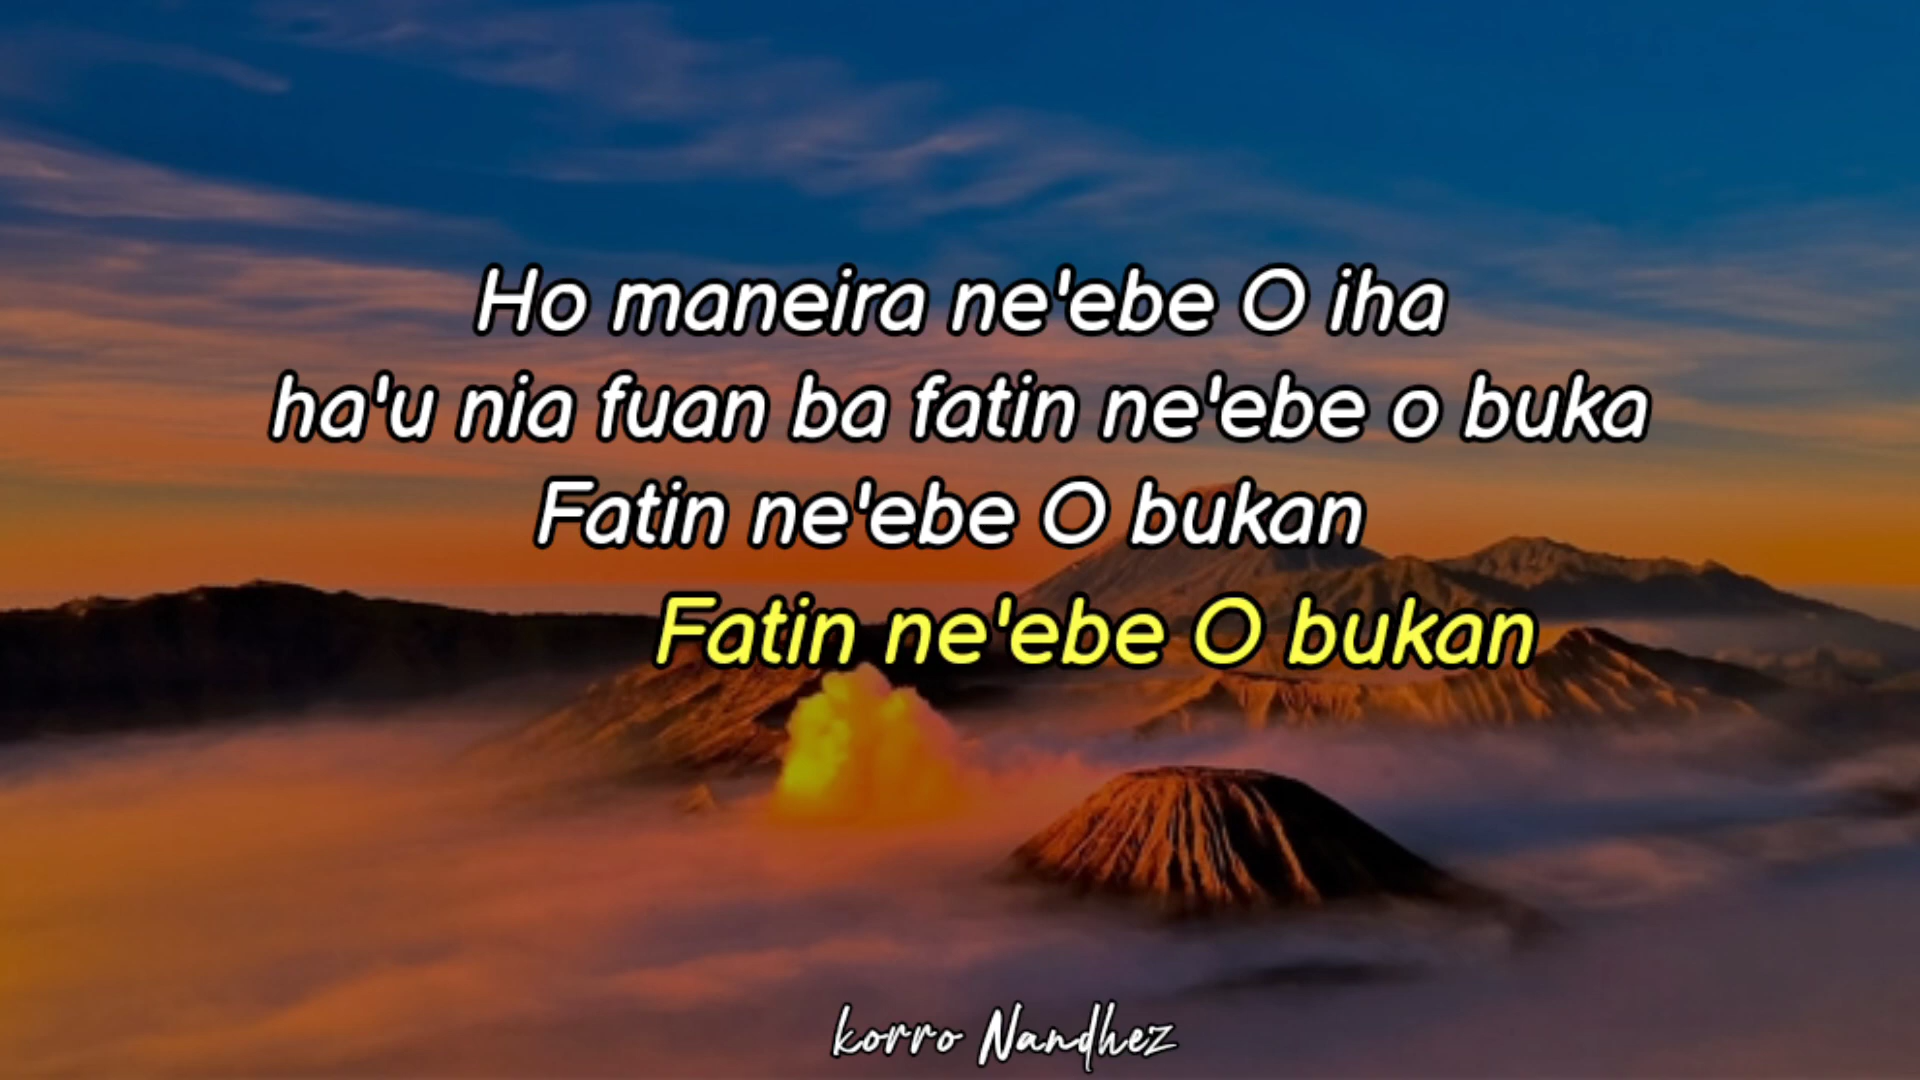 Ho maneira ne'ebe O iha
ha'u nia fuan ba fatin ne'ebe o buka
Fatin ne'ebe O bukan
Fatin ne'ebe O bukan
korro Nandhez